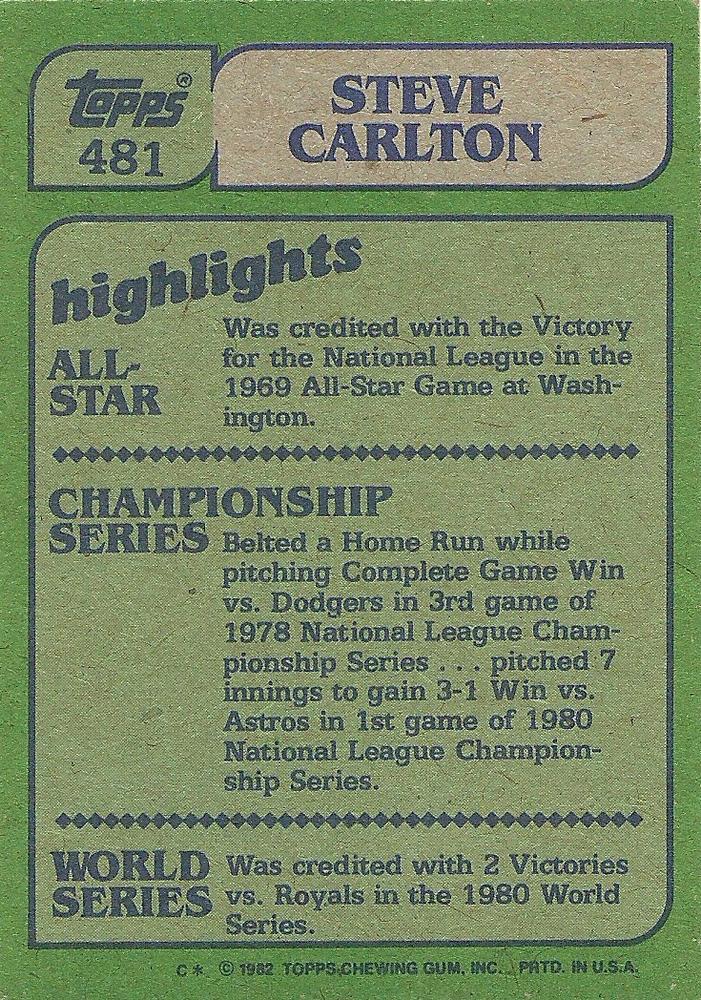 TOPPS®
481
STEVE
CARLTON
highlights
ALL-
STAR
Was credited with the Victory
for the National League in the
1969 All-Star Game at Wash-
ington.
CHAMPIONSHIP
SERIES
Belted a Home Run while
pitching Complete Game Win
vs. Dodgers in 3rd game of
1978 National League Cham-
pionship Series . . . pitched 7
innings to gain 3-1 Win vs.
Astros in 1st game of 1980
National League Champion-
ship Series.
WORLD
SERIES
Was credited with 2 Victories
vs. Royals in the 1980 World
Series.
C* © 1982 TOPPS CHEWING GUM, INC. PRTD. IN U.S.A.